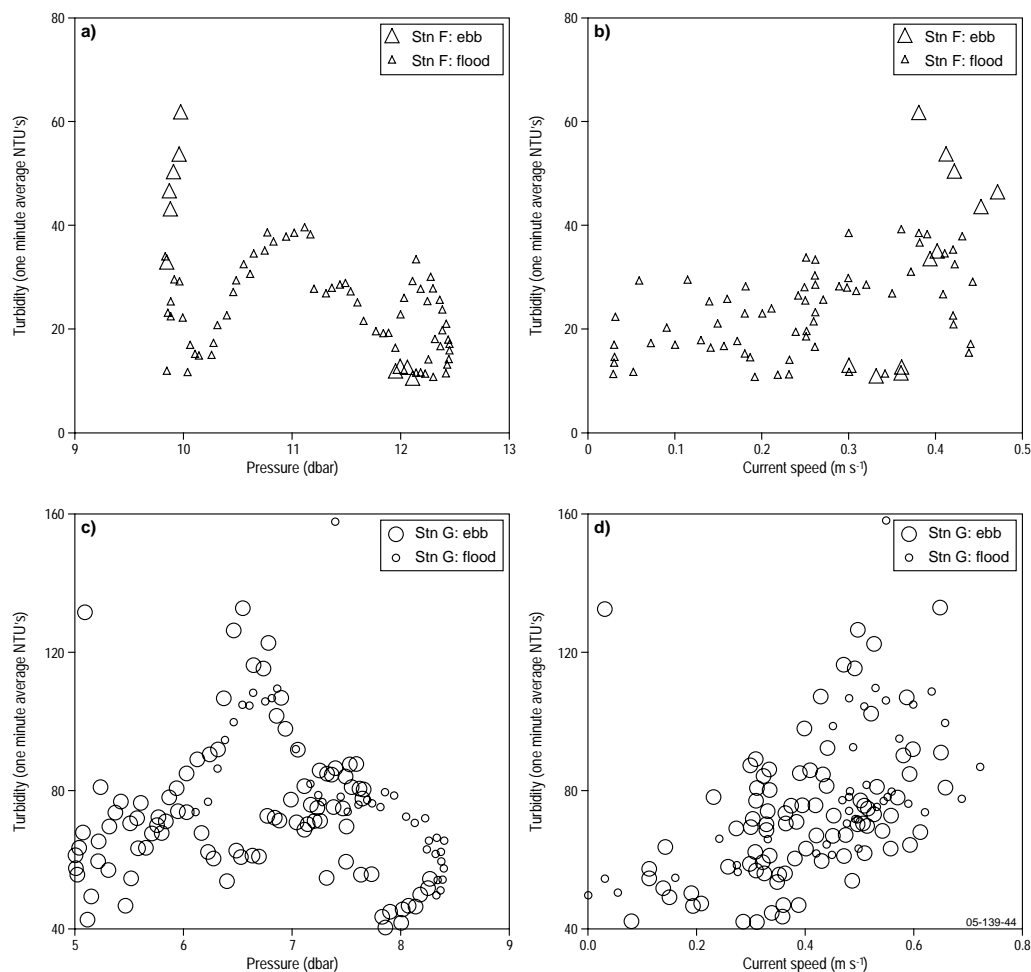 a)
Stn F: ebb
Stn F: flood
80
60
40
20
0
Turbidity (one minute average NTU's)
9
10
11
12
13
Pressure (dbar)
b)
Stn F: ebb
Stn F: flood
80
60
40
20
0
Turbidity (one minute average NTU's)
0
0.1
0.2
0.3
0.4
0.5
Current speed (m s⁻¹)
c)
Stn G: ebb
Stn G: flood
160
120
80
40
Turbidity (one minute average NTU's)
5
6
7
8
9
Pressure (dbar)
d)
Stn G: ebb
Stn G: flood
160
120
80
40
Turbidity (one minute average NTU's)
0.0
0.2
0.4
0.6
0.8
Current speed (m s⁻¹)
05-139-44